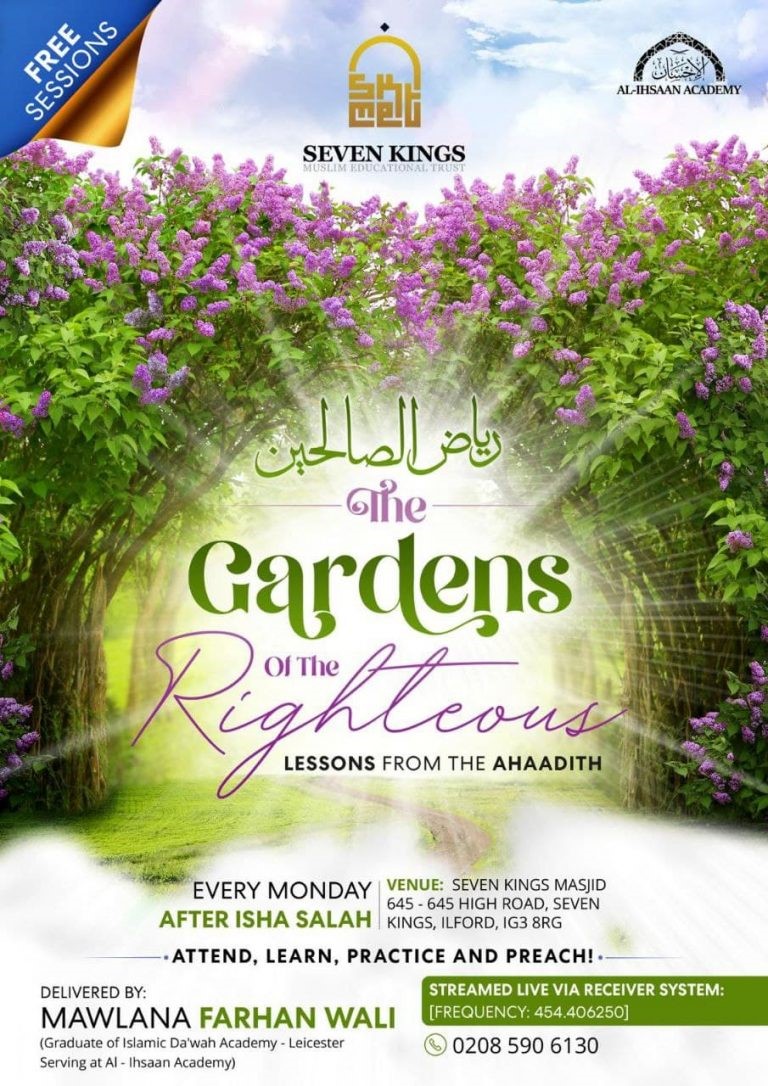 FREE
SESSIONS
SEVEN KINGS
MUSLIM EDUCATIONAL TRUST
الإحسان
AL-IHSAAN ACADEMY
رياض الصالحين
The
Gardens
Of The
Righteous
LESSONS FROM THE AHAADITH
EVERY MONDAY
AFTER ISHA SALAH
VENUE: SEVEN KINGS MASJID
645 - 645 HIGH ROAD, SEVEN
KINGS, ILFORD, IG3 8RG
ATTEND, LEARN, PRACTICE AND PREACH!
DELIVERED BY:
MAWLANA FARHAN WALI
(Graduate of Islamic Da'wah Academy - Leicester
Serving at Al - Ihsaan Academy)
STREAMED LIVE VIA RECEIVER SYSTEM:
[FREQUENCY: 454.406250]
0208 590 6130